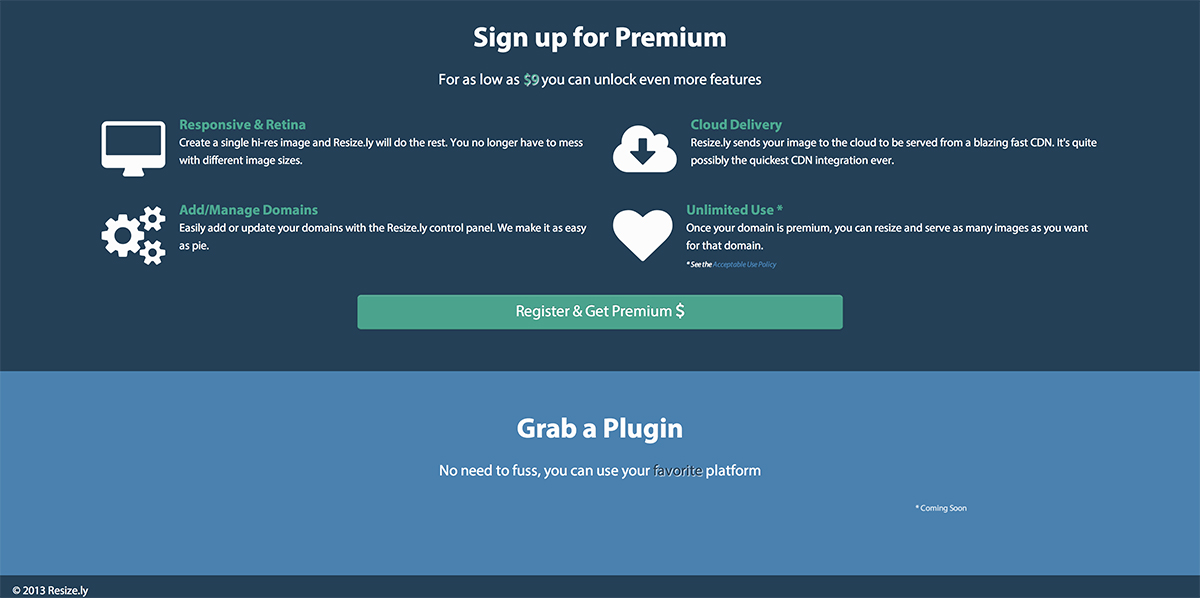 Sign up for Premium
For as low as $9 you can unlock even more features
Responsive & Retina
Create a single hi-res image and Resize.ly will do the rest. You no longer have to mess
with different image sizes.
Cloud Delivery
Resize.ly sends your image to the cloud to be served from a blazing fast CDN. It's quite
possibly the quickest CDN integration ever.
Add/Manage Domains
Easily add or update your domains with the Resize.ly control panel. We make it as easy
as pie.
Unlimited Use *
Once your domain is premium, you can resize and serve as many images as you want
for that domain.
* See the Acceptable Use Policy
Register & Get Premium $
Grab a Plugin
No need to fuss, you can use your favorite platform
* Coming Soon
© 2013 Resize.ly